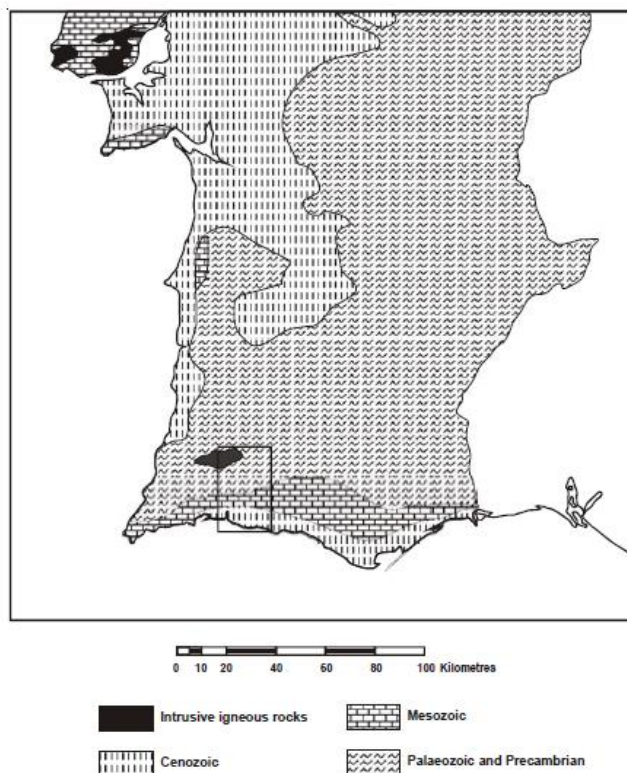 0 10 20 40 60 80 100 Kilometres
Intrusive igneous rocks
Mesozoic
Cenozoic
Palaeozoic and Precambrian